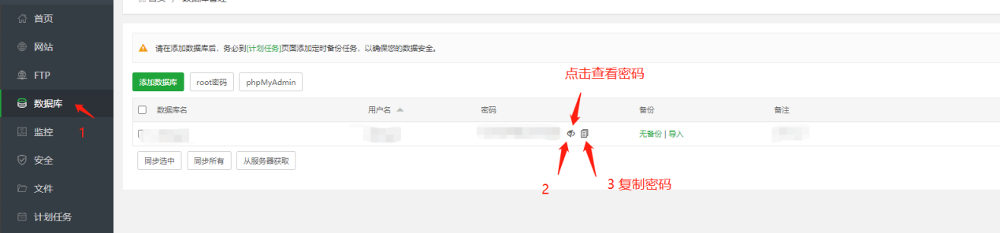 首页 / 数据库管理
首页
网站
FTP
数据库
监控
安全
文件
计划任务
1
请在添加数据库后，务必到[计划任务]页面添加定时备份任务，以确保您的数据安全。
添加数据库 root密码 phpMyAdmin
点击查看密码
数据库名 用户名 密码 备份 备注
无备份 | 导入
同步选中 同步所有 从服务器获取
2
3 复制密码